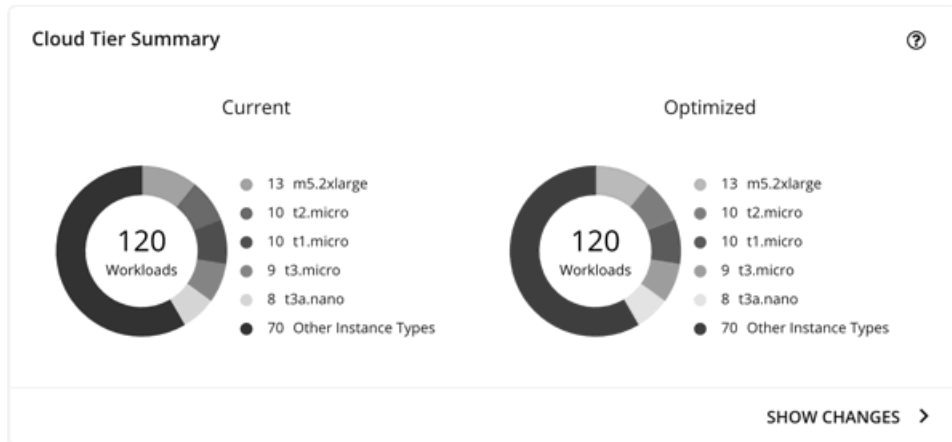 Cloud Tier Summary
?
Current
120
Workloads
13 m5.2xlarge
10 t2.micro
10 t1.micro
9 t3.micro
8 t3a.nano
70 Other Instance Types
Optimized
120
Workloads
13 m5.2xlarge
10 t2.micro
10 t1.micro
9 t3.micro
8 t3a.nano
70 Other Instance Types
SHOW CHANGES